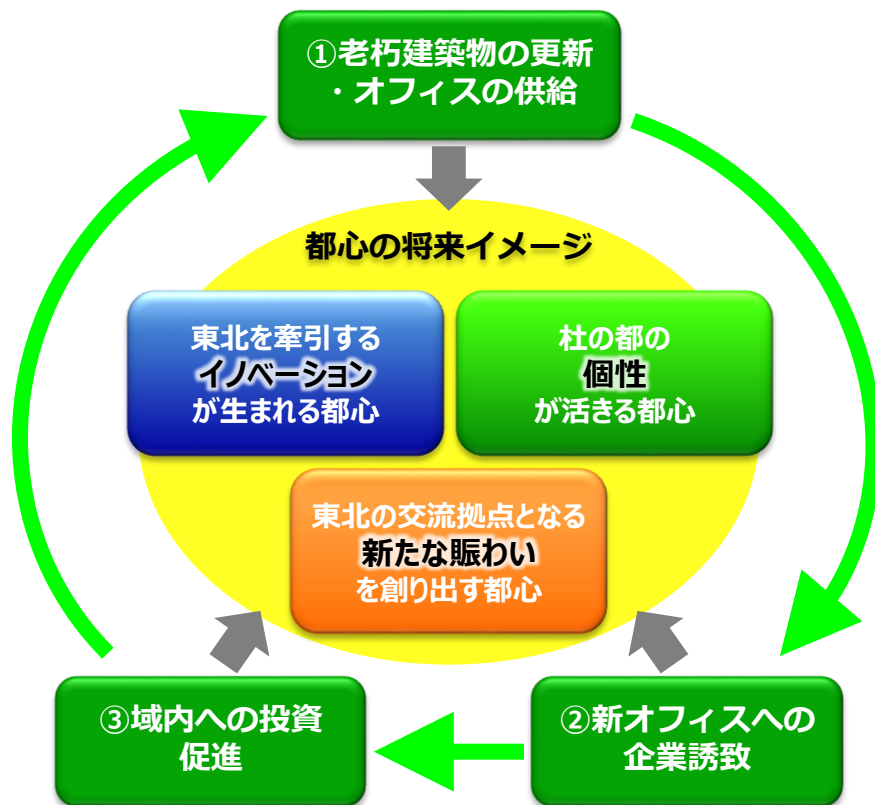 ①老朽建築物の更新
・オフィスの供給
都心の将来イメージ
東北を牽引する
イノベーション
が生まれる都心
杜の都の
個性
が活きる都心
東北の交流拠点となる
新たな賑わい
を創り出す都心
③域内への投資
促進
②新オフィスへの
企業誘致